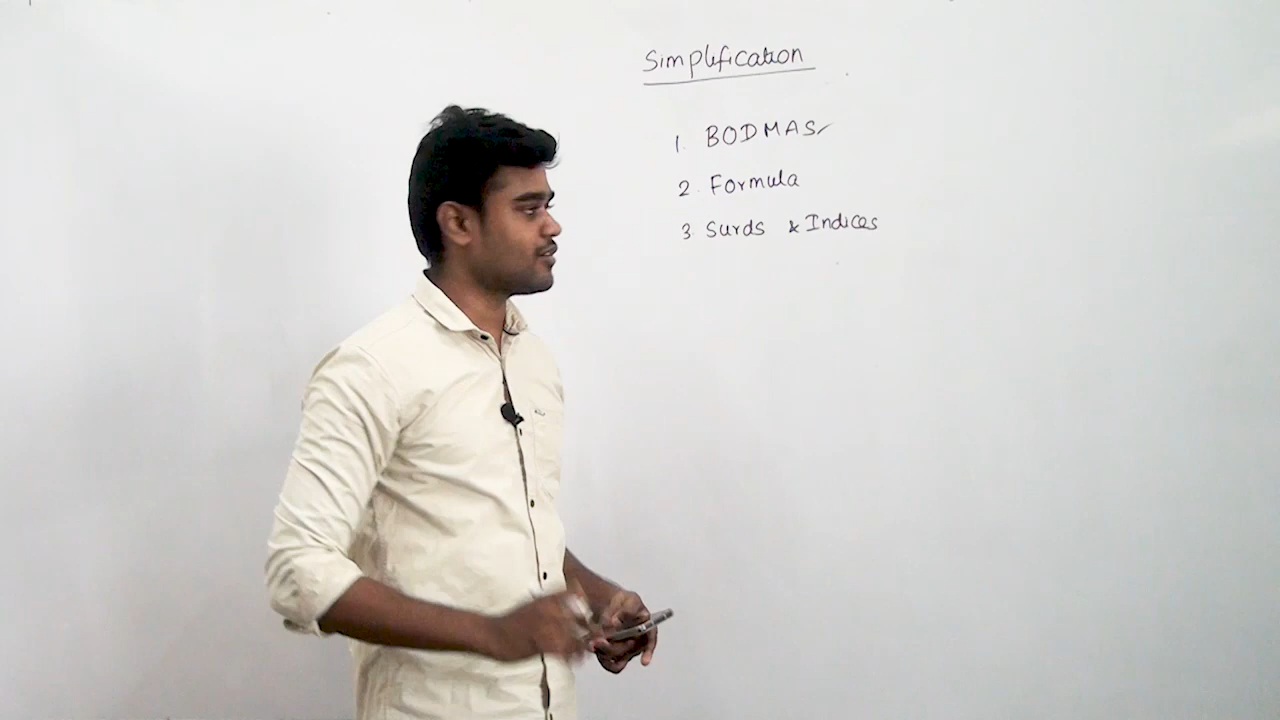 Simplification
1. BODMAS
2. Formula
3. Surds & Indices